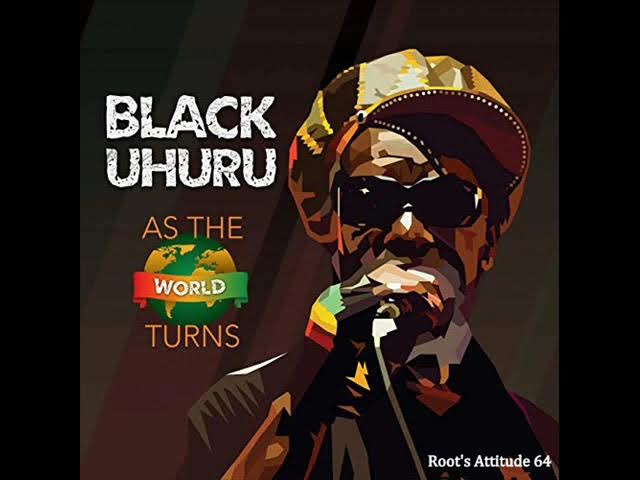 BLACK
UHURU
AS THE
WORLD
TURNS
Root's Attitude 64